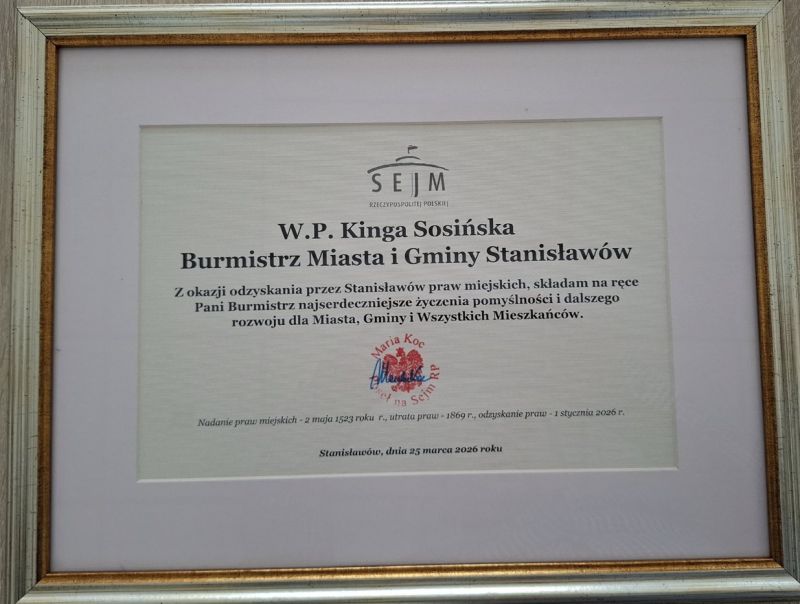 SEJM
RZECZYPOSPOLITEJ POLSKIEJ
W.P. Kinga Sosińska
Burmistrz Miasta i Gminy Stanisławów
Z okazji odzyskania przez Stanisławów praw miejskich, składam na ręce
Pani Burmistrz najserdeczniejsze życzenia pomyślności i dalszego
rozwoju dla Miasta, Gminy i Wszystkich Mieszkańców.
Maria Koc
Poseł na Sejm RP
Nadanie praw miejskich - 2 maja 1523 roku r., utrata praw - 1869 r., odzyskanie praw - 1 stycznia 2026 r.
Stanisławów, dnia 25 marca 2026 roku